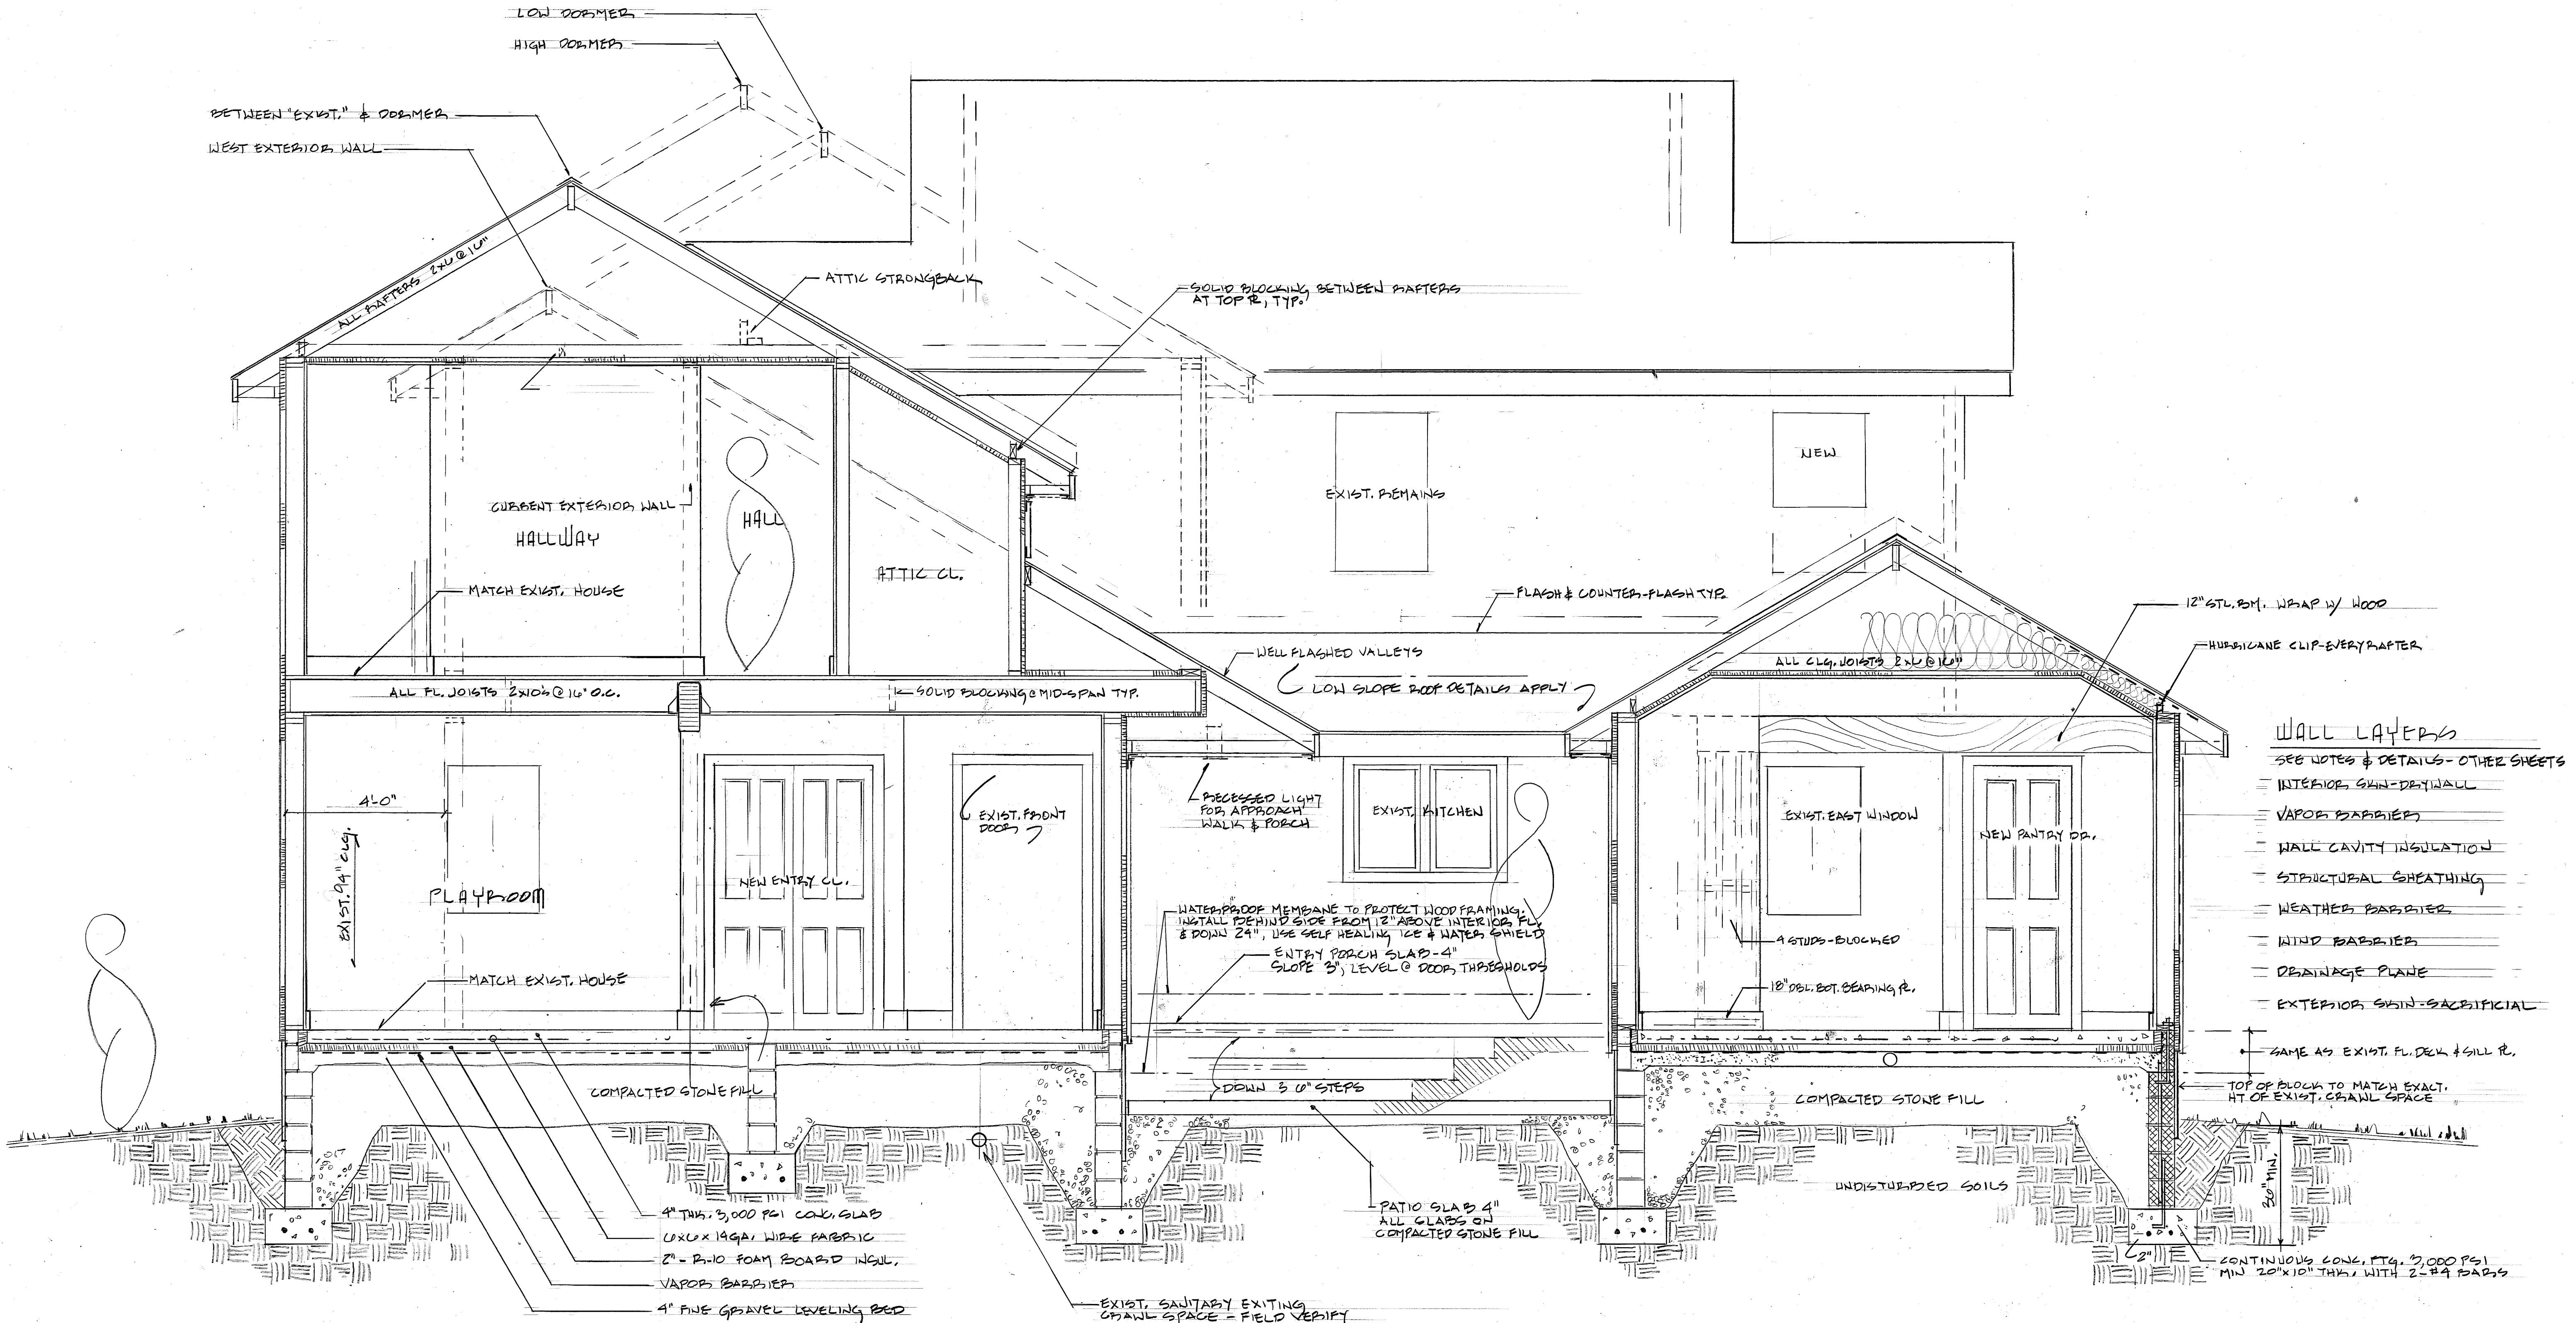 LOW DORMER
HIGH DORMER
BETWEEN "EXIST." & DORMER
WEST EXTERIOR WALL
ALL RAFTERS 2x6 @ 16"
ATTIC STRONGBACK
SOLID BLOCKING BETWEEN RAFTERS
AT TOP PL, TYP.
NEW
EXIST. REMAINS
CURRENT EXTERIOR WALL
HALLWAY
HALL
ATTIC CL.
MATCH EXIST. HOUSE
FLASH & COUNTER-FLASH TYP.
12" STL. BM. WRAP W/ WOOD
HURRICANE CLIP-EVERY RAFTER
WELL FLASHED VALLEYS
LOW SLOPE ROOF DETAILS APPLY
ALL CLG. JOISTS 2x6 @ 16"
ALL FL. JOISTS 2x10's @ 16" O.C.
SOLID BLOCKING @ MID-SPAN TYP.
WALL LAYERS
SEE NOTES & DETAILS - OTHER SHEETS
INTERIOR SKIN-DRYWALL
VAPOR BARRIER
WALL CAVITY INSULATION
STRUCTURAL SHEATHING
WEATHER BARRIER
WIND BARRIER
DRAINAGE PLANE
EXTERIOR SKIN-SACRIFICIAL
4'-0"
EXIST. 94" CLG.
PLAYROOM
NEW ENTRY CL.
EXIST. FRONT
DOOR
RECESSED LIGHT
FOR APPROACH
WALK & PORCH
EXIST. KITCHEN
EXIST. EAST WINDOW
NEW PANTRY DR.
WATERPROOF MEMBANE TO PROTECT WOOD FRAMING.
INSTALL BEHIND SIDE FROM 12" ABOVE INTERIOR FL.
& DOWN 24", USE SELF HEALING ICE & WATER SHIELD
ENTRY PORCH SLAB-4"
SLOPE 3", LEVEL @ DOOR THRESHOLDS
4 STUDS-BLOCKED
18" DBL. BOT. BEARING PL.
MATCH EXIST. HOUSE
SAME AS EXIST. FL. DECK & SILL PL.
TOP OF BLOCK TO MATCH EXACT.
HT OF EXIST. CRAWL SPACE
COMPACTED STONE FILL
DOWN 3 6" STEPS
COMPACTED STONE FILL
UNDISTURBED SOILS
4" THK. 3,000 PSI CONC. SLAB
6x6x14GA. WIRE FABRIC
2" - R-10 FOAM BOARD INSUL.
VAPOR BARRIER
4" FINE GRAVEL LEVELING BED
PATIO SLAB 4"
ALL SLABS ON
COMPACTED STONE FILL
EXIST. SANITARY EXITING
CRAWL SPACE - FIELD VERIFY
2"
CONTINUOUS CONC. FTG. 3,000 PSI
MIN 20"x10" THK. WITH 2-#4 BARS